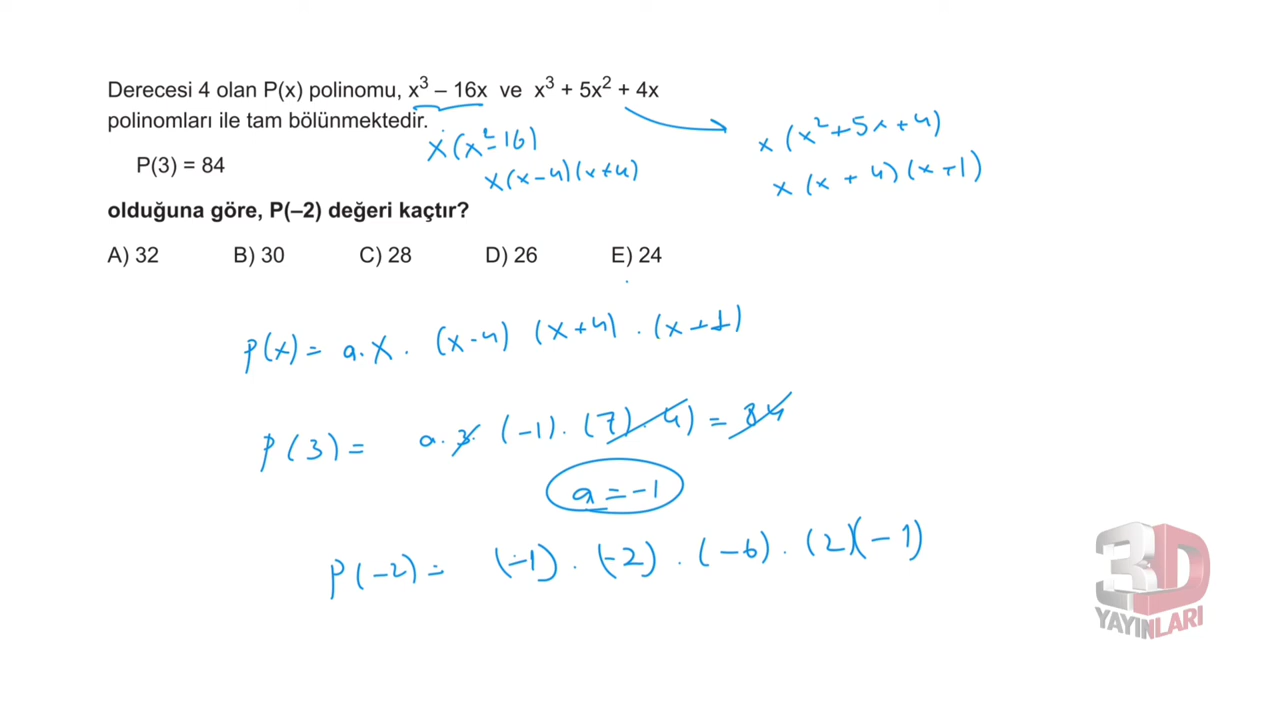 Derecesi 4 olan P(x) polinomu, x³ – 16x ve x³ + 5x² + 4x
polinomları ile tam bölünmektedir.
x(x²-16)
x(x-4)(x+4)
x(x²+5x+4)
x(x+4)(x+1)
P(3) = 84
olduğuna göre, P(–2) değeri kaçtır?
A) 32 B) 30 C) 28 D) 26 E) 24
P(x) = a.x.(x-4)(x+4).(x+1)
P(3) = a.3.(-1).(7).4) = 84
a = -1
P(-2) = (-1).(-2).(-6).(2)(-1)
3D
YAYINLARI